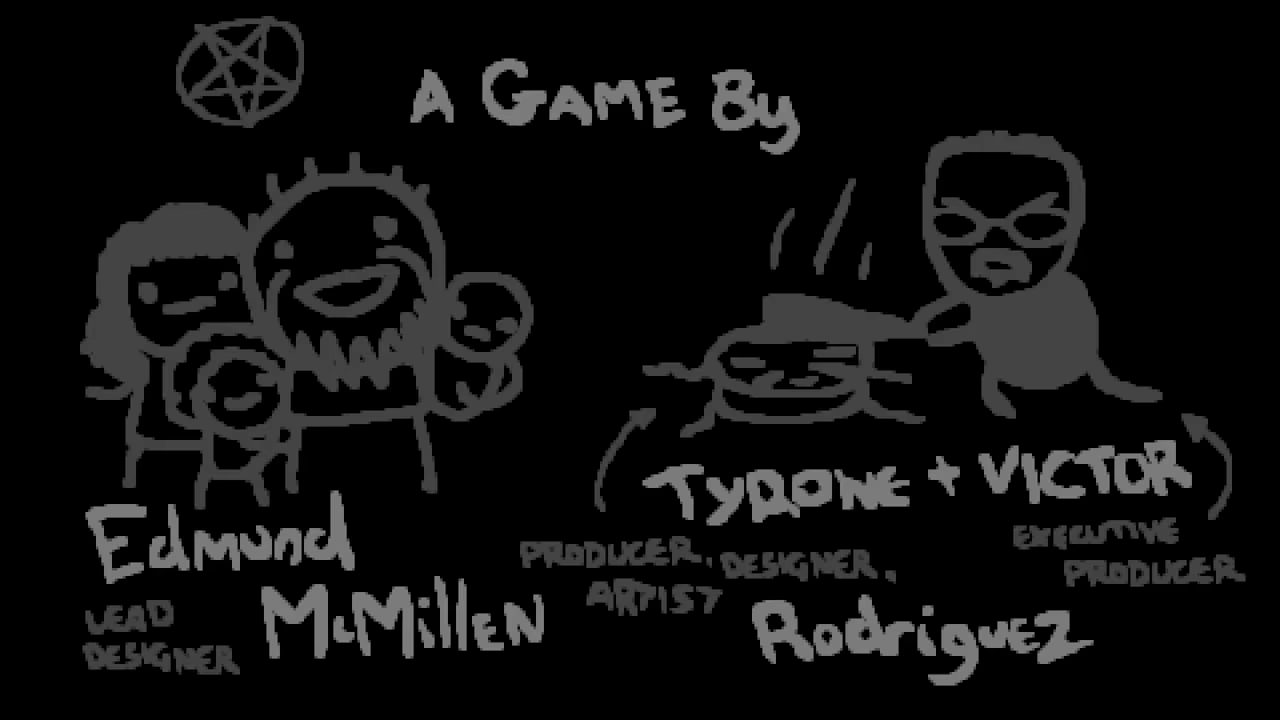 A GAME By
Edmund
McMillEN
LEAD
DESIGNER
TYRONE + VICTOR
PRODUCER, DESIGNER,
ARTIST
EXECUTIVE
PRODUCER
RodriguEZ